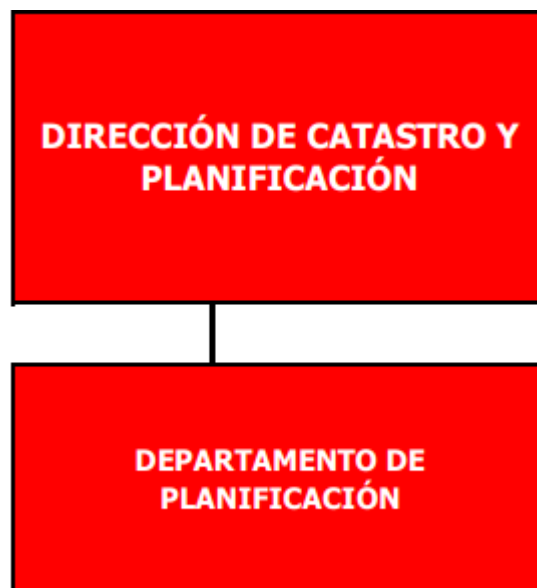 DIRECCIÓN DE CATASTRO Y
PLANIFICACIÓN
DEPARTAMENTO DE
PLANIFICACIÓN